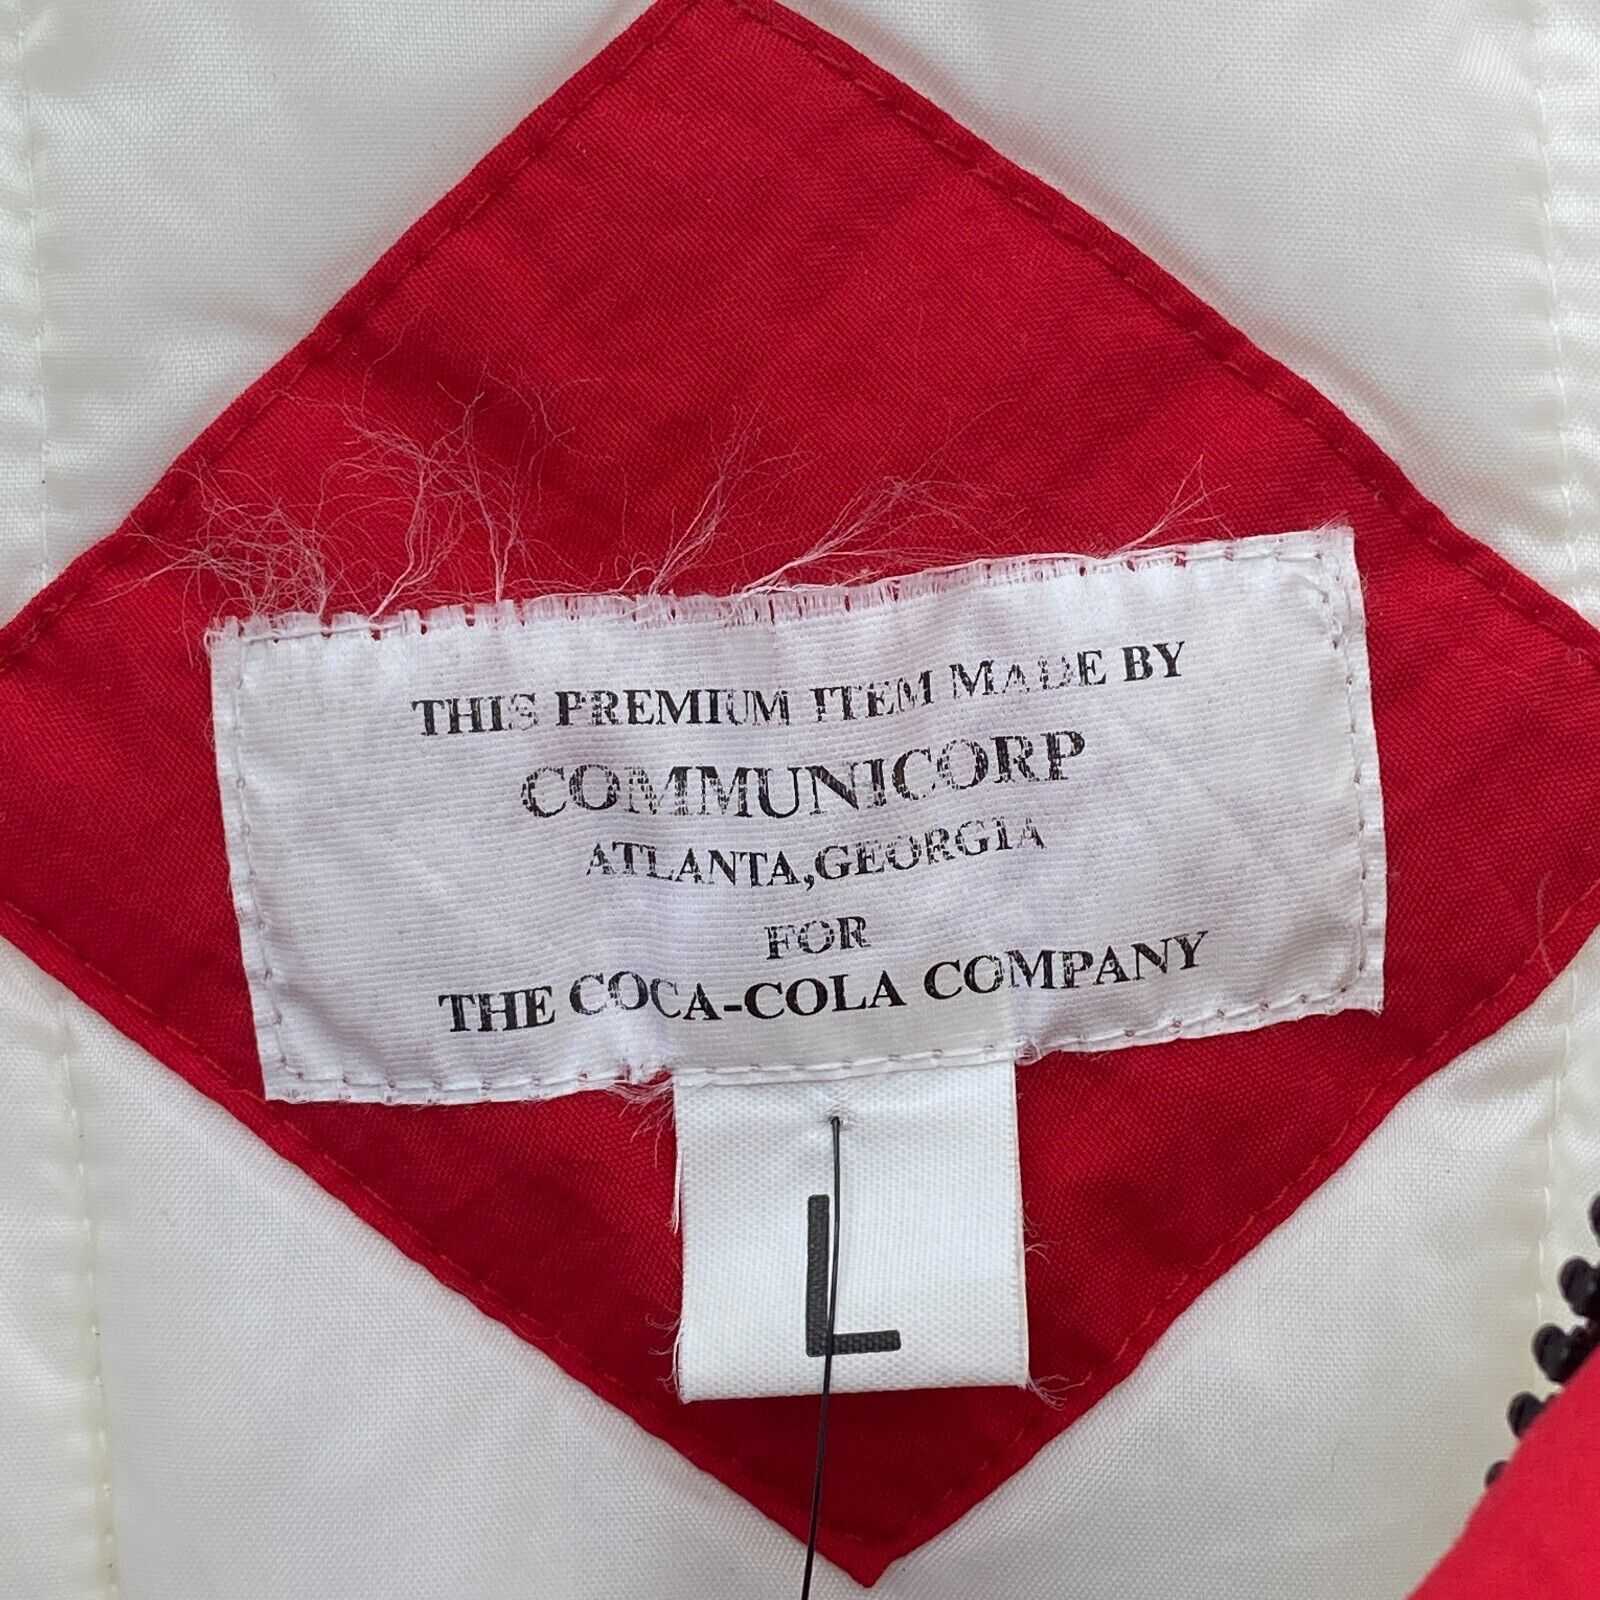 THIS PREMIUM ITEM MADE BY
COMMUNICORP
ATLANTA,GEORGIA
FOR
THE COCA-COLA COMPANY
L